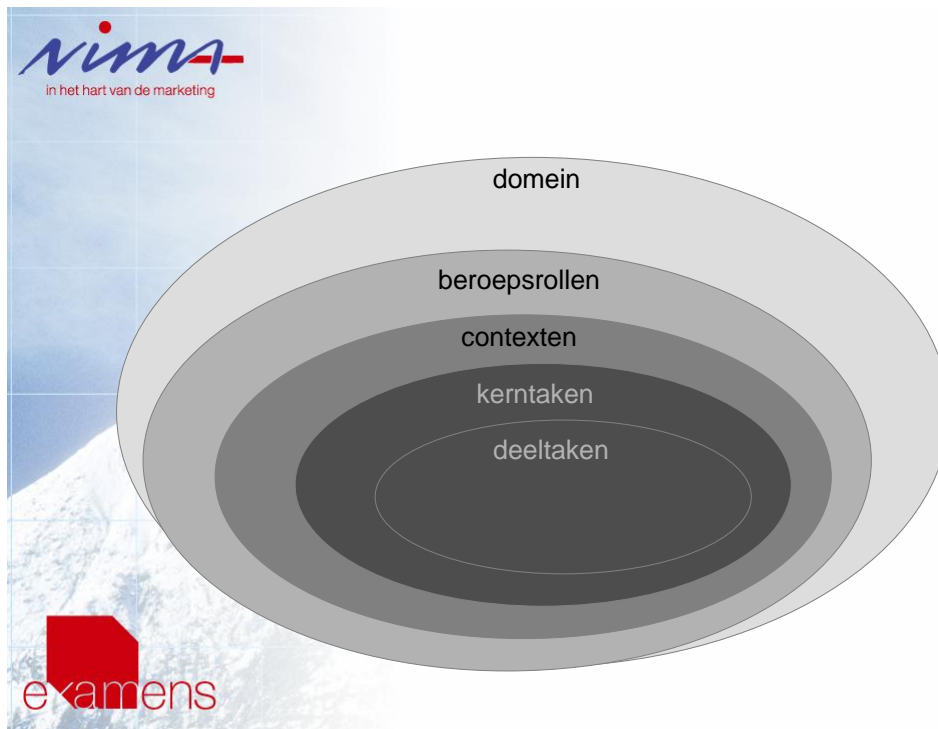 NIMA
in het hart van de marketing
domein
beroepsrollen
contexten
kerntaken
deeltaken
examens